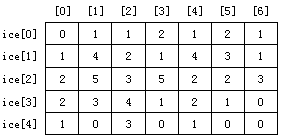 [0] [1] [2] [3] [4] [5] [6]
ice[0] 0 1 1 2 1 2 1
ice[1] 1 4 2 1 4 3 1
ice[2] 2 5 3 5 2 2 3
ice[3] 2 3 4 1 2 1 0
ice[4] 1 0 3 0 1 0 0